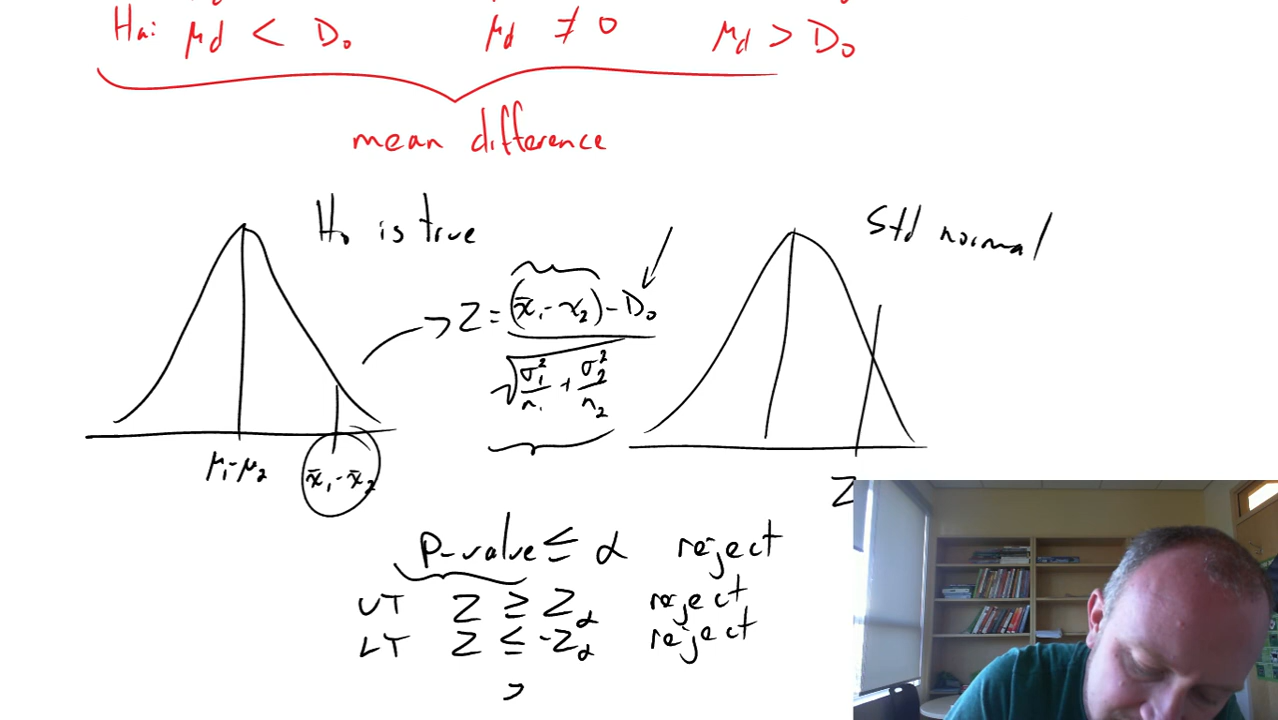 Ha: μd < D₀ μd ≠ 0 μd > D₀
mean difference
H₀ is true
Std normal
Z = (x̄₁ - x₂) - D₀
√σ₁²/n₁ + σ₂²/n₂
μ₁-μ₂
x̄₁-x̄₂
Z
P-value ≤ α reject
UT Z ≥ Zα reject
LT Z ≤ -Zα reject
>